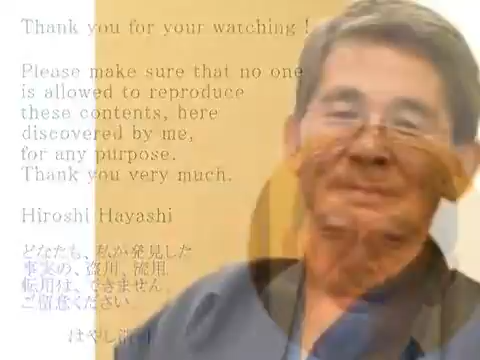 Thank you for your watching !
Please make sure that no one
is allowed to reproduce
these contents, here
discovered by me,
for any purpose.
Thank you very much.
Hiroshi Hayashi
どなたも、私が発見した
事実の、盗用、流用、
転用は、できません。
ご留意ください。
はやし